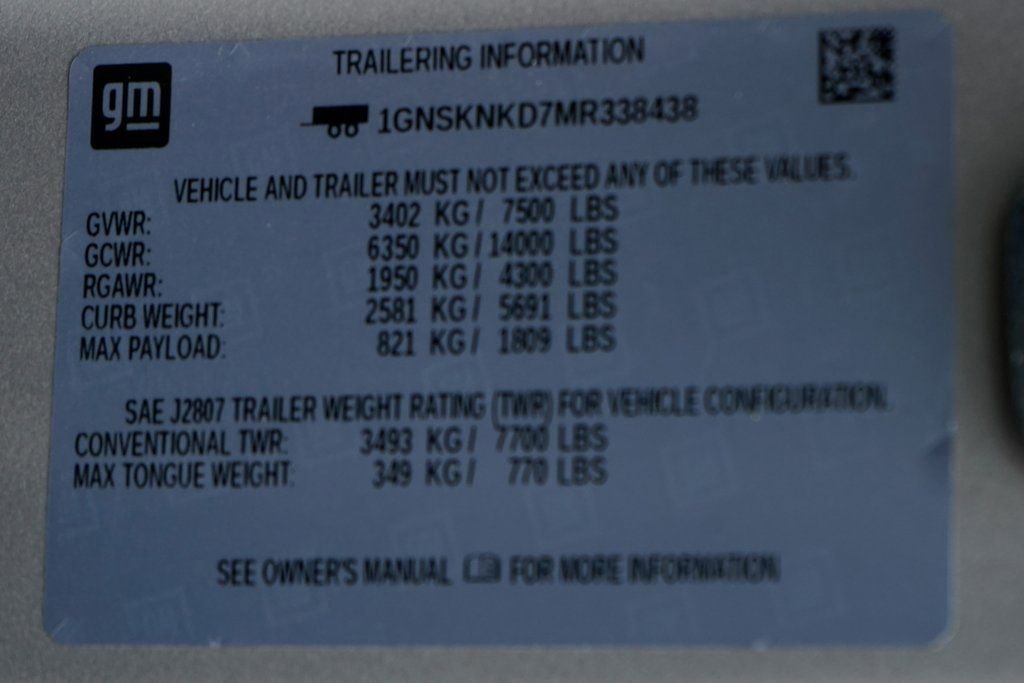 gm
TRAILERING INFORMATION
1GNSKNKD7MR338438
VEHICLE AND TRAILER MUST NOT EXCEED ANY OF THESE VALUES.
GVWR: 3402 KG / 7500 LBS
GCWR: 6350 KG / 14000 LBS
RGAWR: 1950 KG / 4300 LBS
CURB WEIGHT: 2581 KG / 5691 LBS
MAX PAYLOAD: 821 KG / 1809 LBS
SAE J2807 TRAILER WEIGHT RATING (TWR) FOR VEHICLE CONFIGURATION.
CONVENTIONAL TWR: 3493 KG / 7700 LBS
MAX TONGUE WEIGHT: 349 KG / 770 LBS
SEE OWNER'S MANUAL FOR MORE INFORMATION